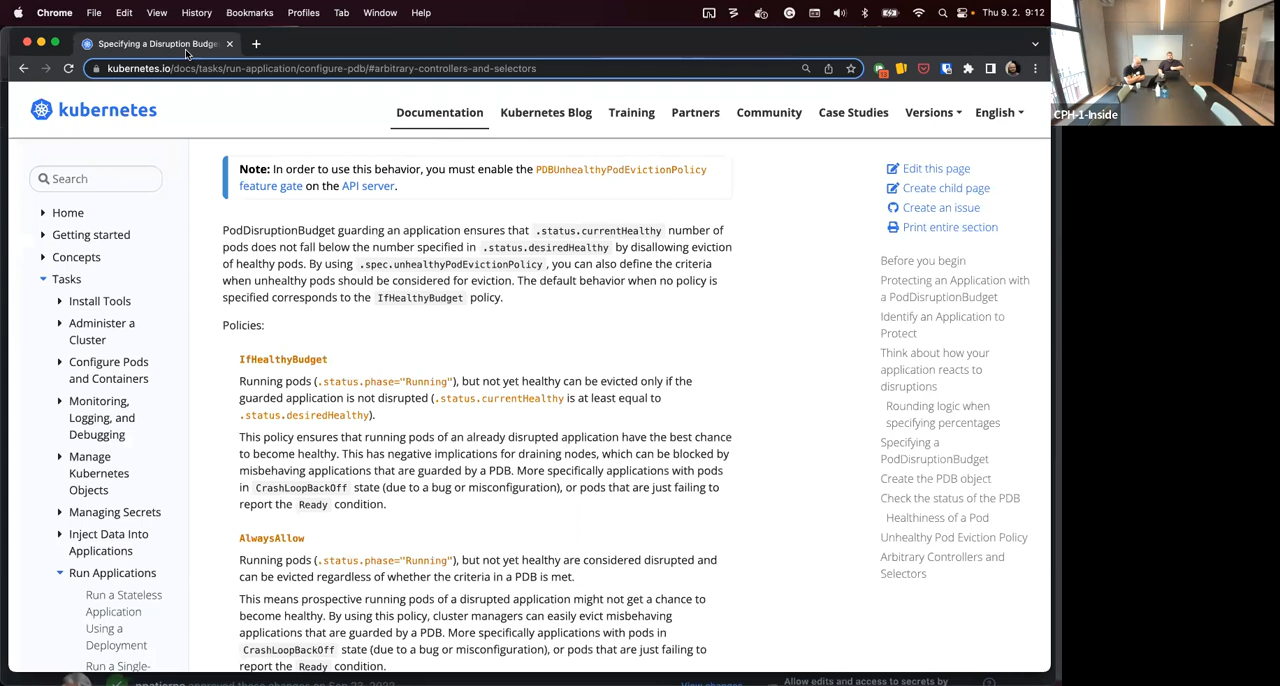 Chrome File Edit View History Bookmarks Profiles Tab Window Help Thu 9. 2. 9:12
Specifying a Disruption Budge
kubernetes.io/docs/tasks/run-application/configure-pdb/#arbitrary-controllers-and-selectors
CPH-1-Inside
kubernetes
Documentation Kubernetes Blog Training Partners Community Case Studies Versions English
Search
Home
Getting started
Concepts
Tasks
Install Tools
Administer a
Cluster
Configure Pods
and Containers
Monitoring,
Logging, and
Debugging
Manage
Kubernetes
Objects
Managing Secrets
Inject Data Into
Applications
Run Applications
Run a Stateless
Application
Using a
Deployment
Run a Single-
Note: In order to use this behavior, you must enable the PDBUnhealthyPodEvictionPolicy
feature gate on the API server.
PodDisruptionBudget guarding an application ensures that .status.currentHealthy number of
pods does not fall below the number specified in .status.desiredHealthy by disallowing eviction
of healthy pods. By using .spec.unhealthyPodEvictionPolicy, you can also define the criteria
when unhealthy pods should be considered for eviction. The default behavior when no policy is
specified corresponds to the IfHealthyBudget policy.
Policies:
IfHealthyBudget
Running pods (.status.phase="Running"), but not yet healthy can be evicted only if the
guarded application is not disrupted (.status.currentHealthy is at least equal to
.status.desiredHealthy).
This policy ensures that running pods of an already disrupted application have the best chance
to become healthy. This has negative implications for draining nodes, which can be blocked by
misbehaving applications that are guarded by a PDB. More specifically applications with pods
in CrashLoopBackOff state (due to a bug or misconfiguration), or pods that are just failing to
report the Ready condition.
AlwaysAllow
Running pods (.status.phase="Running"), but not yet healthy are considered disrupted and
can be evicted regardless of whether the criteria in a PDB is met.
This means prospective running pods of a disrupted application might not get a chance to
become healthy. By using this policy, cluster managers can easily evict misbehaving
applications that are guarded by a PDB. More specifically applications with pods in
CrashLoopBackOff state (due to a bug or misconfiguration), or pods that are just failing to
report the Ready condition.
Edit this page
Create child page
Create an issue
Print entire section
Before you begin
Protecting an Application with
a PodDisruptionBudget
Identify an Application to
Protect
Think about how your
application reacts to
disruptions
Rounding logic when
specifying percentages
Specifying a
PodDisruptionBudget
Create the PDB object
Check the status of the PDB
Healthiness of a Pod
Unhealthy Pod Eviction Policy
Arbitrary Controllers and
Selectors
approved these changes on Sep 23, 2022
View changes
Allow edits and access to secrets by